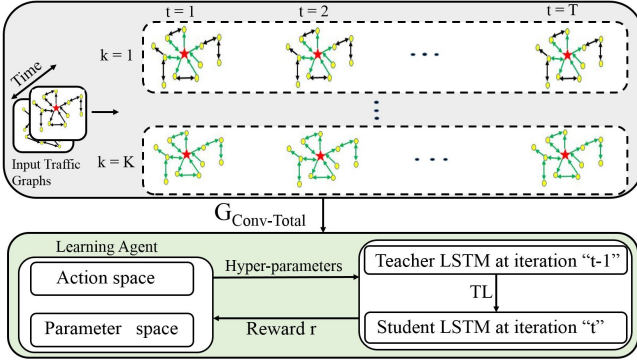 t = 1 t = 2 t = T
k = 1
Time
Input Traffic
Graphs
k = K
G_Conv-Total
Learning Agent
Action space
Parameter space
Hyper-parameters
Reward r
Teacher LSTM at iteration “t-1”
TL
Student LSTM at iteration “t”